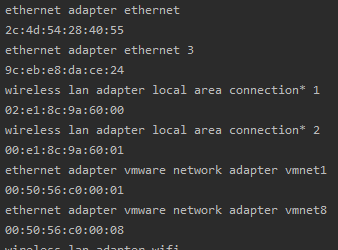 ethernet adapter ethernet
2c:4d:54:28:40:55
ethernet adapter ethernet 3
9c:eb:e8:da:ce:24
wireless lan adapter local area connection* 1
02:e1:8c:9a:60:00
wireless lan adapter local area connection* 2
00:e1:8c:9a:60:01
ethernet adapter vmware network adapter vmnet1
00:50:56:c0:00:01
ethernet adapter vmware network adapter vmnet8
00:50:56:c0:00:08
wireless lan adapter wifi